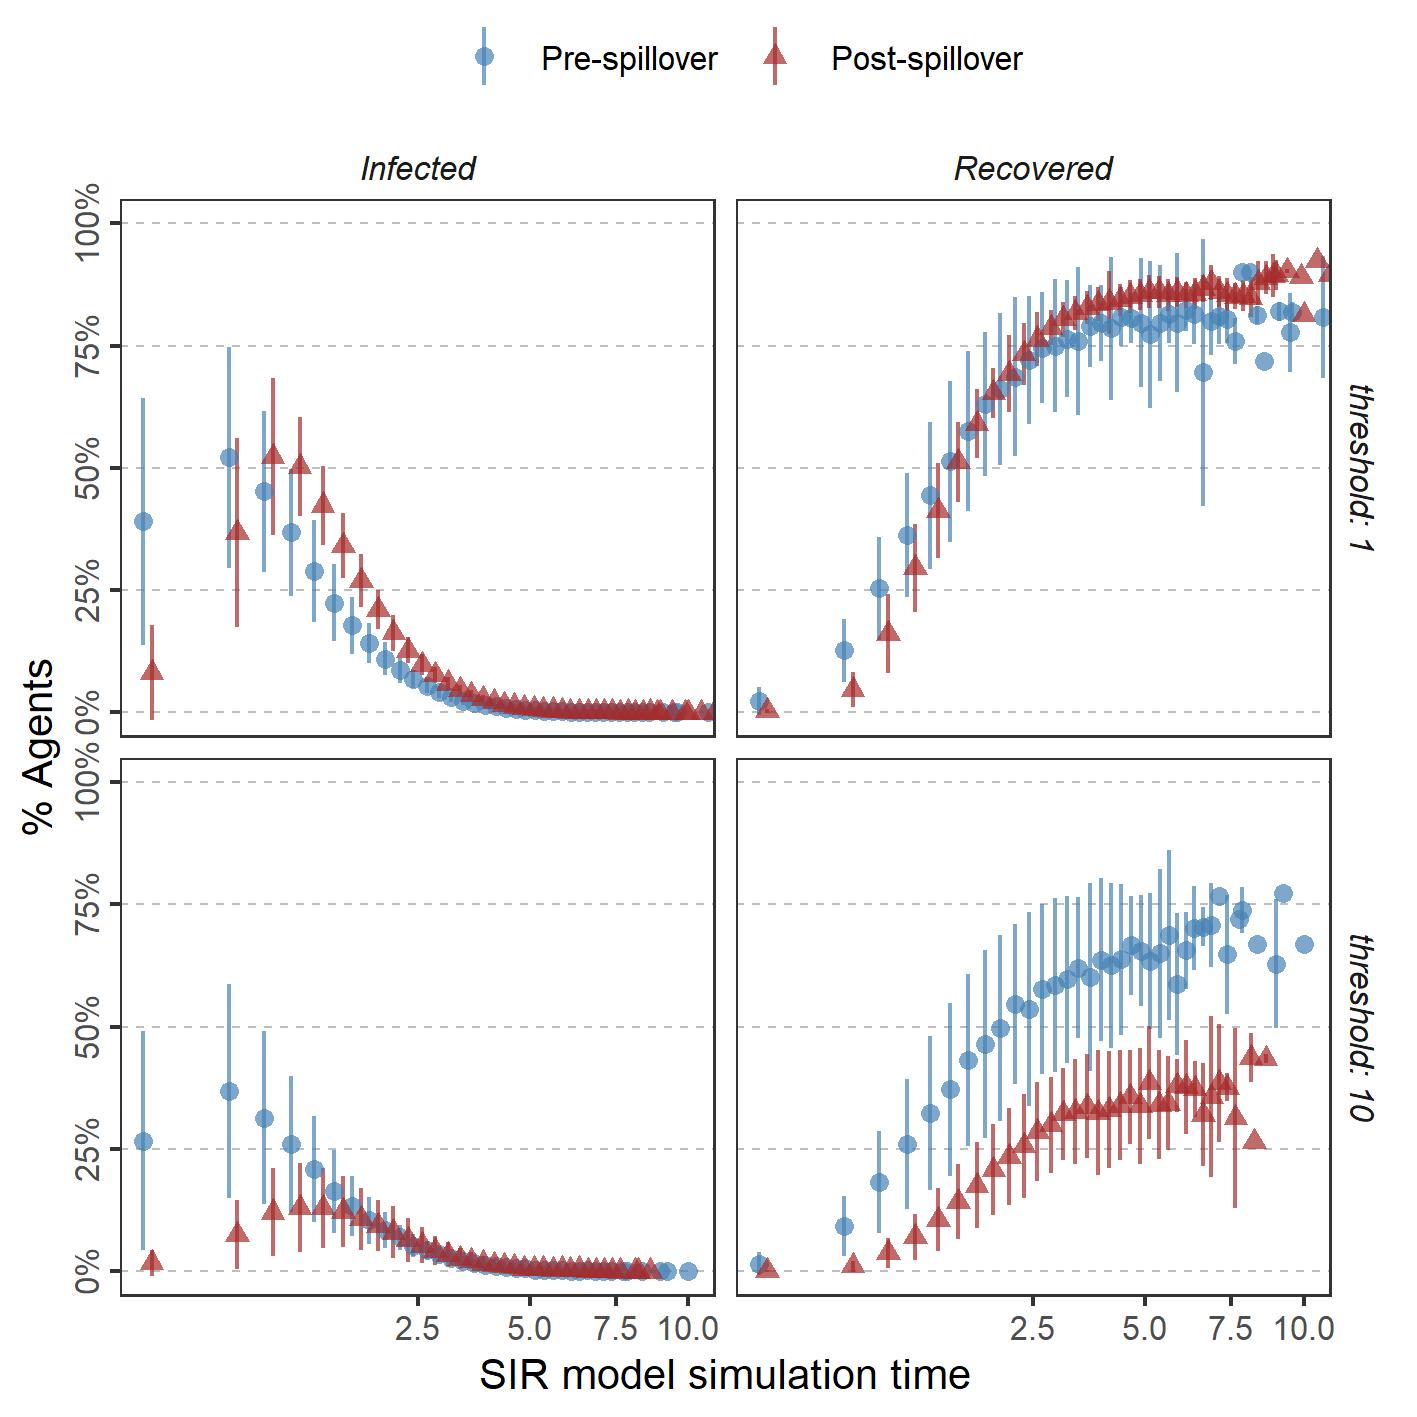 Pre-spillover Post-spillover
Infected Recovered
100%
75%
50%
25%
0%
threshold: 1
% Agents
100%
75%
50%
25%
0%
threshold: 10
2.5 5.0 7.5 10.0 2.5 5.0 7.5 10.0
SIR model simulation time